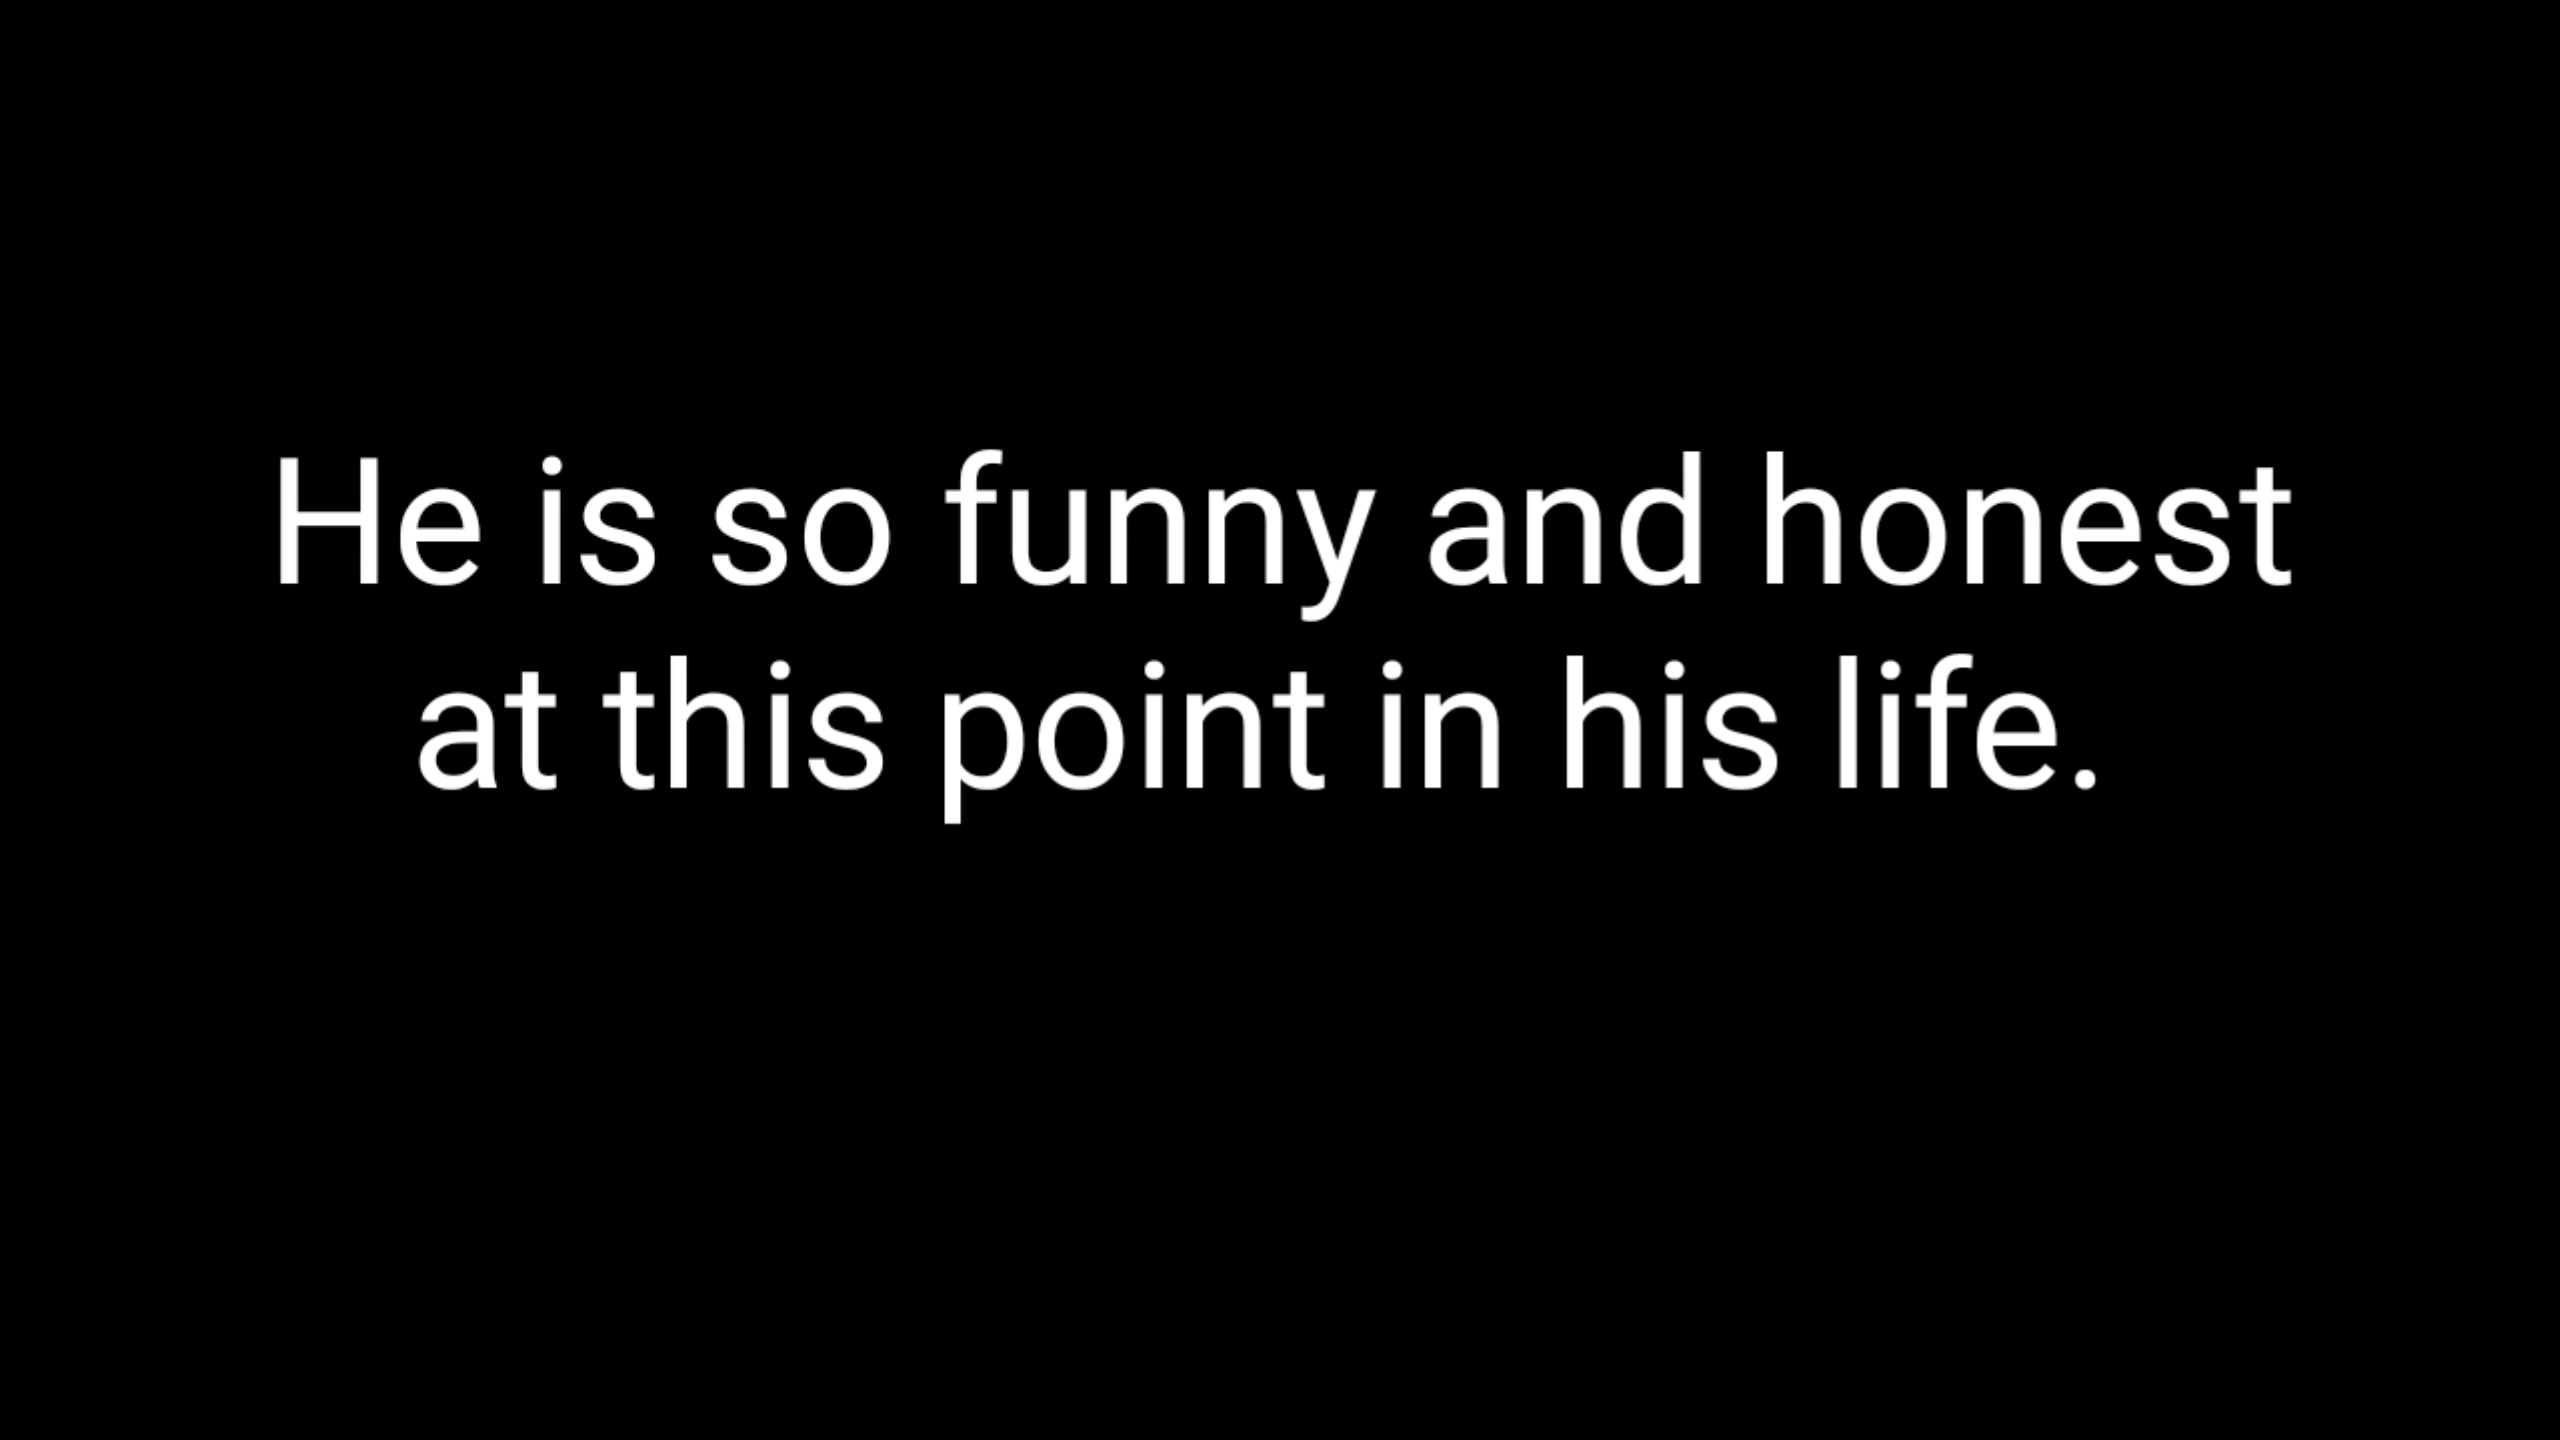 He is so funny and honest
at this point in his life.